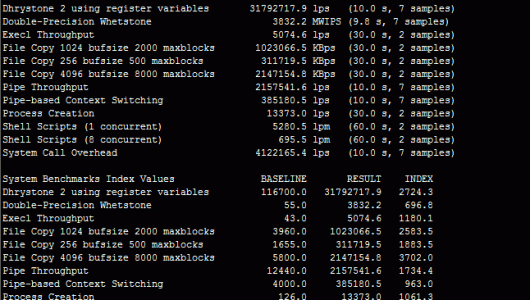 Dhrystone 2 using register variables 31792717.9 lps (10.0 s, 7 samples)
Double-Precision Whetstone 3832.2 MWIPS (9.8 s, 7 samples)
Execl Throughput 5074.6 lps (30.0 s, 2 samples)
File Copy 1024 bufsize 2000 maxblocks 1023066.5 KBps (30.0 s, 2 samples)
File Copy 256 bufsize 500 maxblocks 311719.5 KBps (30.0 s, 2 samples)
File Copy 4096 bufsize 8000 maxblocks 2147154.8 KBps (30.0 s, 2 samples)
Pipe Throughput 2157541.6 lps (10.0 s, 7 samples)
Pipe-based Context Switching 385180.5 lps (10.0 s, 7 samples)
Process Creation 13373.0 lps (30.0 s, 2 samples)
Shell Scripts (1 concurrent) 5280.5 lpm (60.0 s, 2 samples)
Shell Scripts (8 concurrent) 695.5 lpm (60.0 s, 2 samples)
System Call Overhead 4122165.4 lps (10.0 s, 7 samples)
System Benchmarks Index Values BASELINE RESULT INDEX
Dhrystone 2 using register variables 116700.0 31792717.9 2724.3
Double-Precision Whetstone 55.0 3832.2 696.8
Execl Throughput 43.0 5074.6 1180.1
File Copy 1024 bufsize 2000 maxblocks 3960.0 1023066.5 2583.5
File Copy 256 bufsize 500 maxblocks 1655.0 311719.5 1883.5
File Copy 4096 bufsize 8000 maxblocks 5800.0 2147154.8 3702.0
Pipe Throughput 12440.0 2157541.6 1734.4
Pipe-based Context Switching 4000.0 385180.5 963.0
Process Creation 126.0 13373.0 1061.3